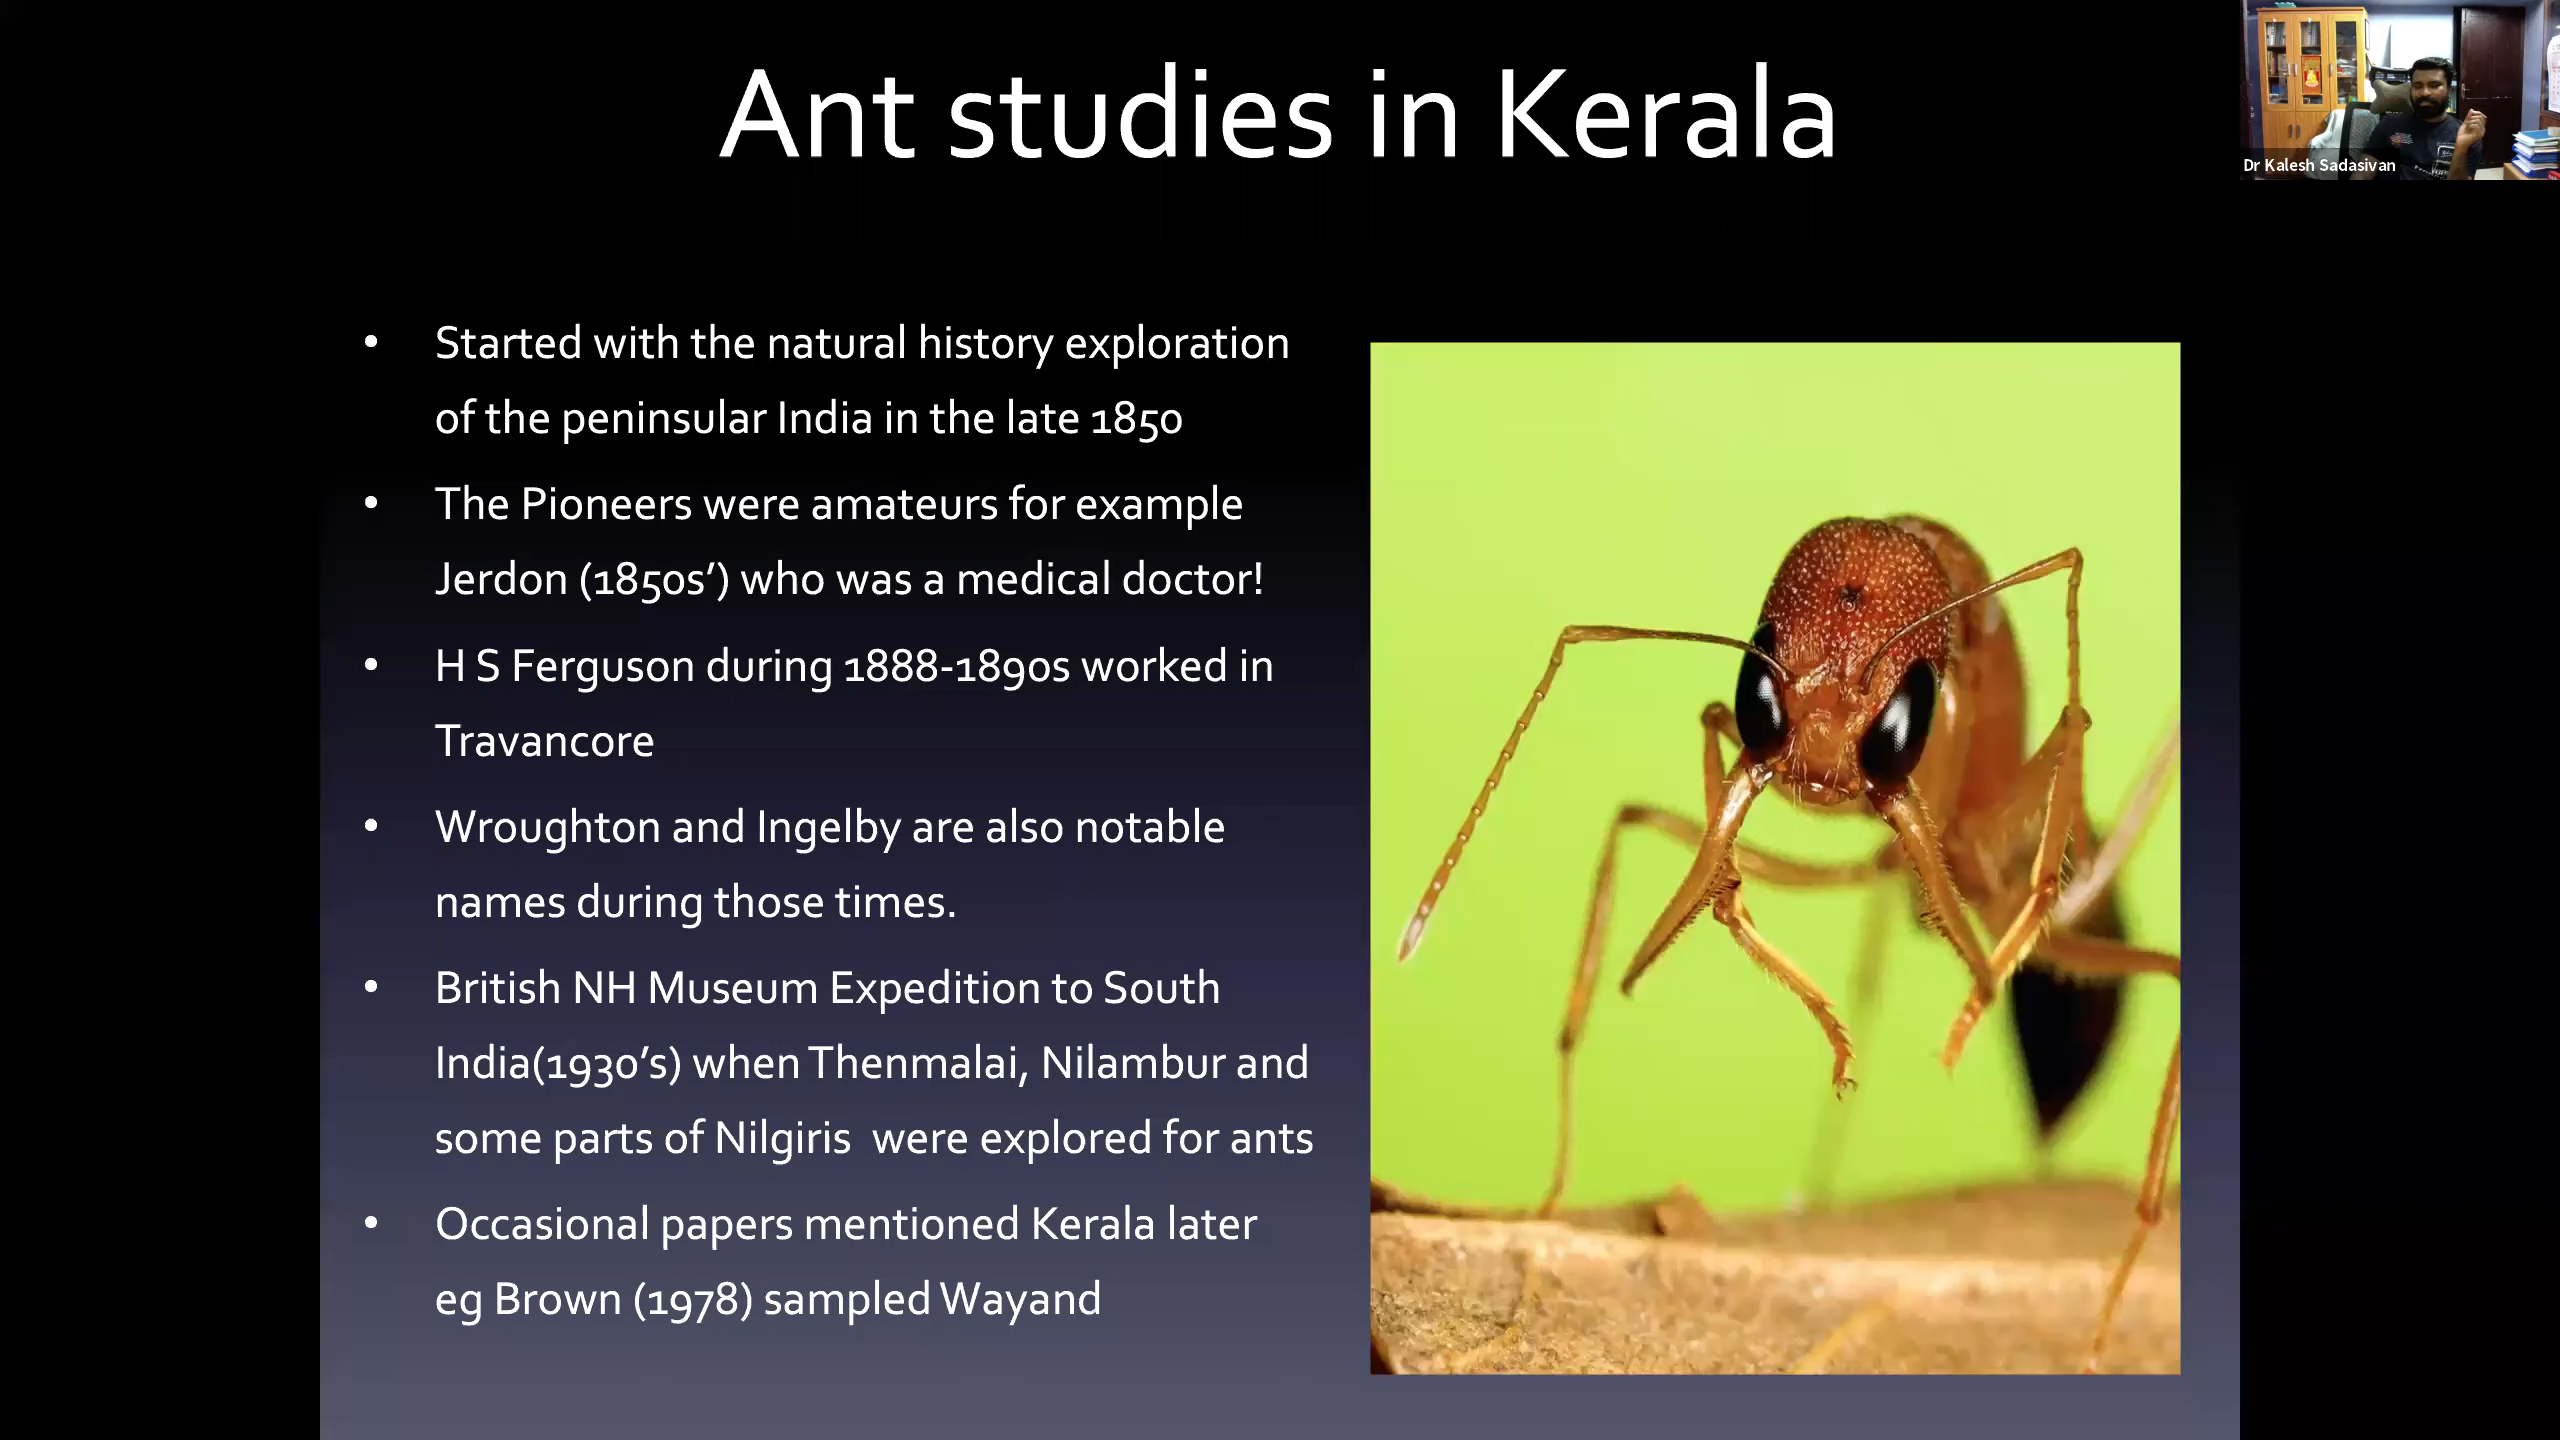 Ant studies in Kerala
Dr Kalesh Sadasivan
• Started with the natural history exploration
of the peninsular India in the late 1850
• The Pioneers were amateurs for example
Jerdon (1850s’) who was a medical doctor!
• H S Ferguson during 1888-1890s worked in
Travancore
• Wroughton and Ingelby are also notable
names during those times.
• British NH Museum Expedition to South
India(1930’s) when Thenmalai, Nilambur and
some parts of Nilgiris  were explored for ants
• Occasional papers mentioned Kerala later
eg Brown (1978) sampled Wayand